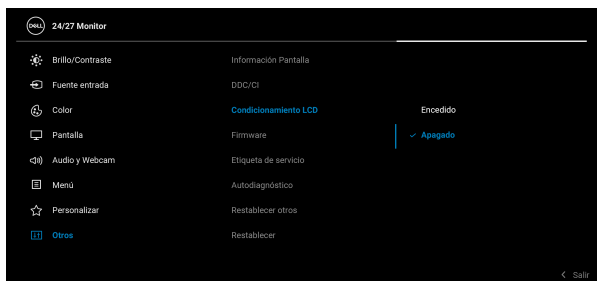 DELL 24/27 Monitor
Brillo/Contraste Información Pantalla
Fuente entrada DDC/CI
Color Condicionamiento LCD Encedido
Pantalla Firmware Apagado
Audio y Webcam Etiqueta de servicio
Menú Autodiagnóstico
Personalizar Restablecer otros
Otros Restablecer
Salir